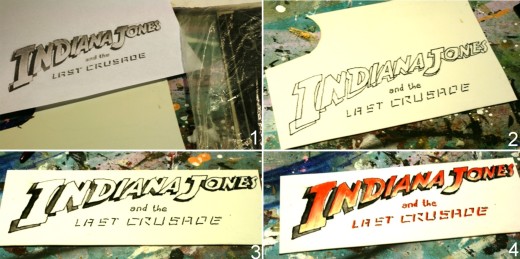 INDIANA JONES
and the
LAST CRUSADE
1
INDIANA JONES
and the
LAST CRUSADE
2
INDIANA JONES
and the
LAST CRUSADE
3
INDIANA JONES
and the
LAST CRUSADE
4